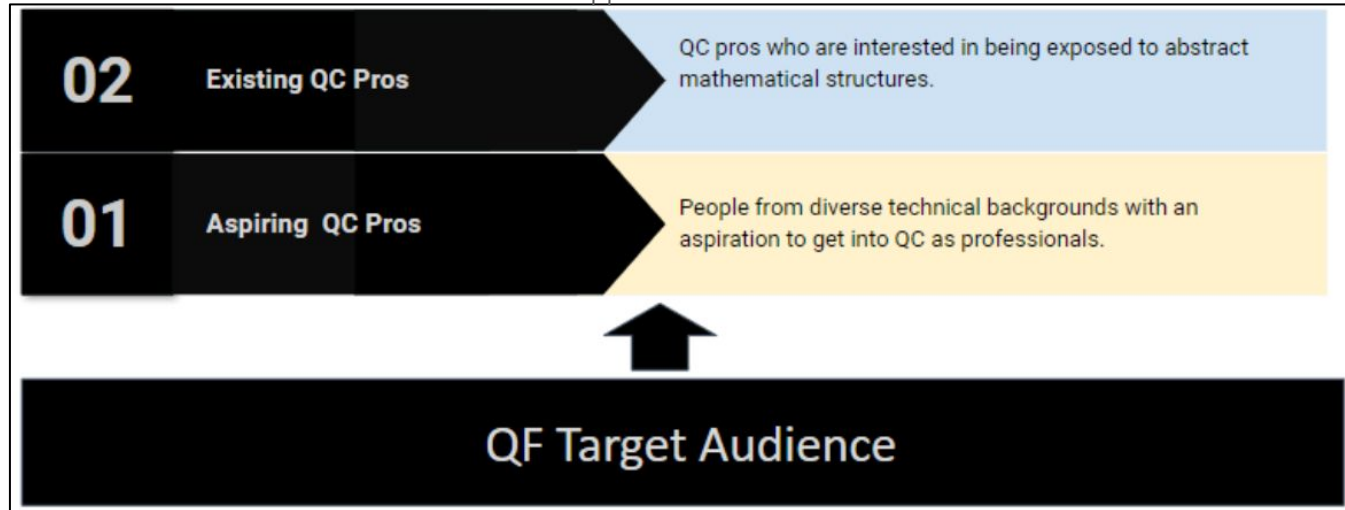 02
Existing QC Pros
QC pros who are interested in being exposed to abstract
mathematical structures.
01
Aspiring QC Pros
People from diverse technical backgrounds with an
aspiration to get into QC as professionals.
QF Target Audience